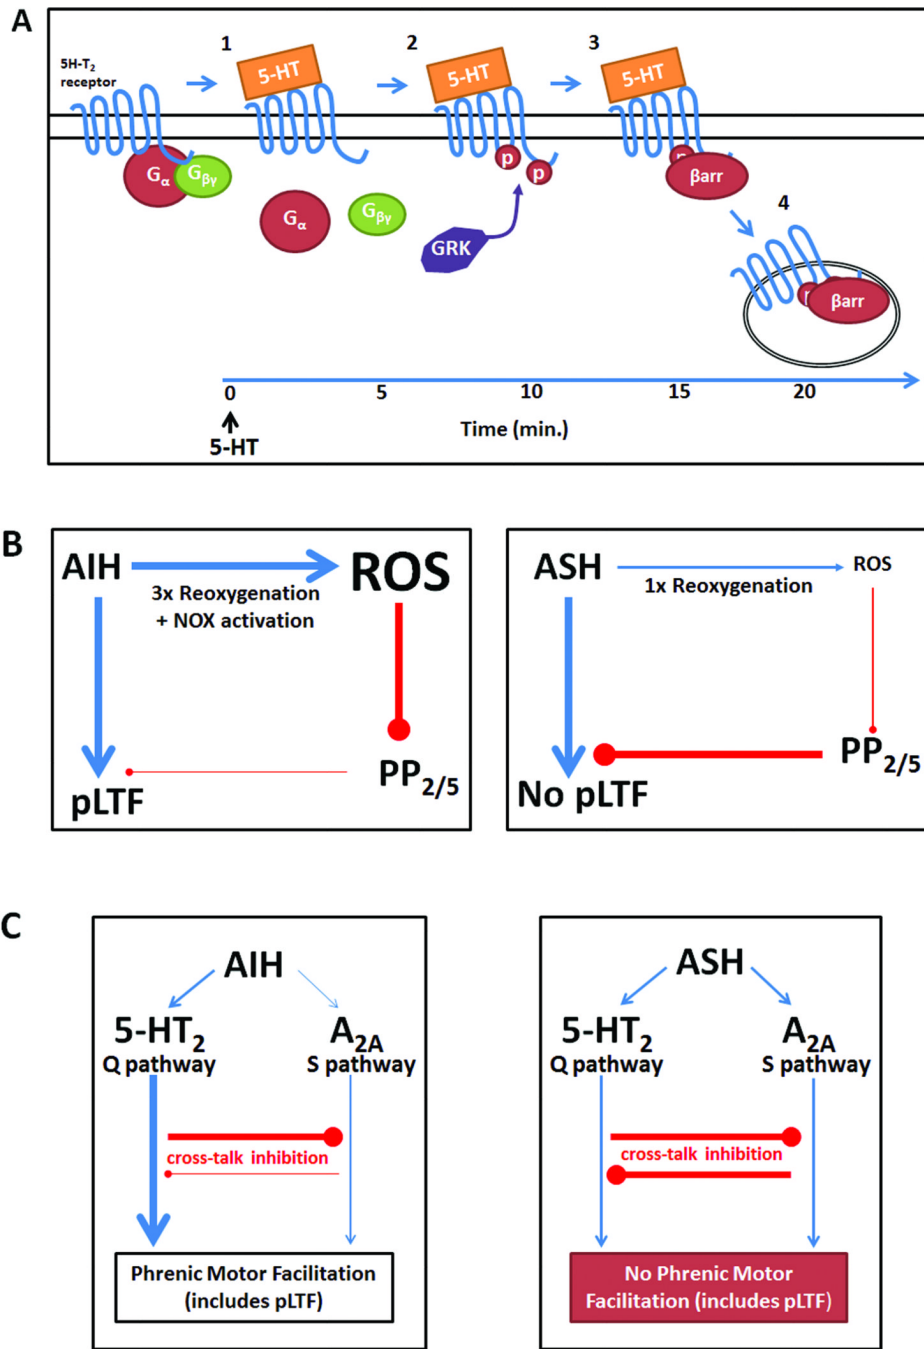 A
5H-T₂
receptor
1
2
3
5-HT
5-HT
5-HT
Gα
Gβγ
p
p
p
βarr
Gα
Gβγ
GRK
4
βarr
0
5
10
15
20
5-HT
Time (min.)
B
AIH
3x Reoxygenation
+ NOX activation
ROS
pLTF
PP2/5
ASH
1x Reoxygenation
ROS
No pLTF
PP2/5
C
AIH
5-HT₂
Q pathway
A2A
S pathway
cross-talk inhibition
Phrenic Motor Facilitation
(includes pLTF)
ASH
5-HT₂
Q pathway
A2A
S pathway
cross-talk inhibition
No Phrenic Motor
Facilitation (includes pLTF)